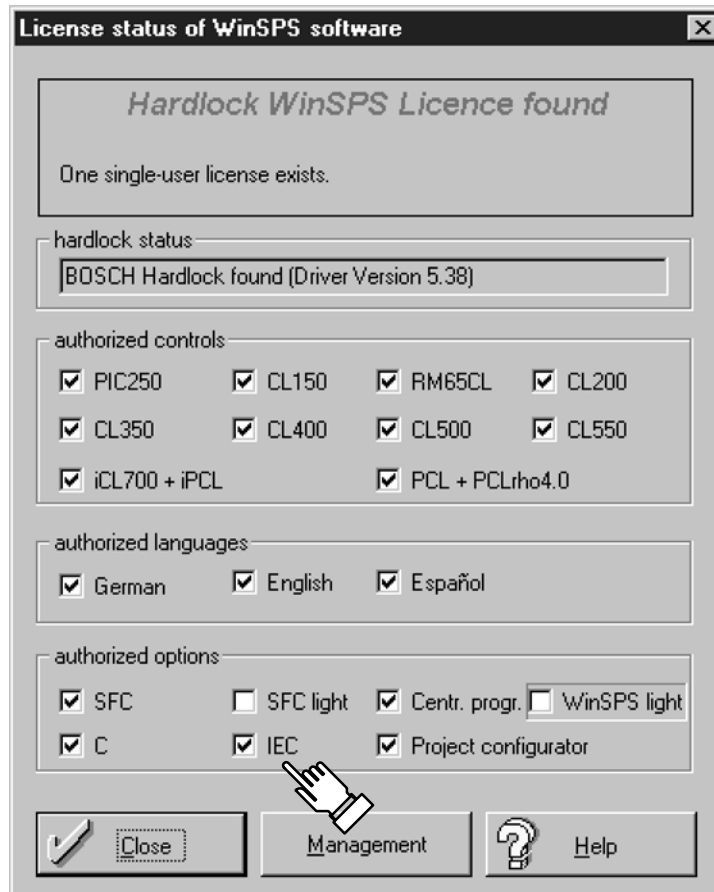 License status of WinSPS software
Hardlock WinSPS Licence found
One single-user license exists.
hardlock status
BOSCH Hardlock found (Driver Version 5.38)
authorized controls
PIC250 CL150 RM65CL CL200
CL350 CL400 CL500 CL550
iCL700 + iPCL PCL + PCLrho4.0
authorized languages
German English Español
authorized options
SFC SFC light Centr. progr. WinSPS light
C IEC Project configurator
Close Management Help